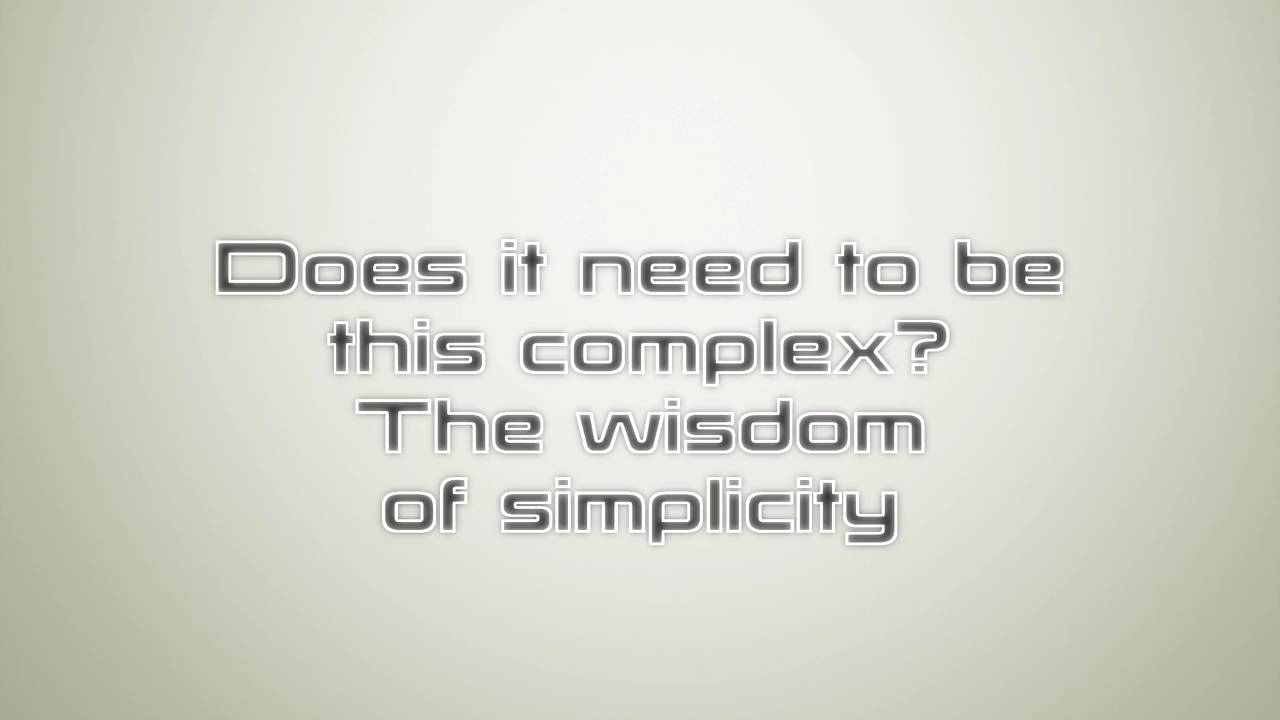 Does it need to be
this complex?
The wisdom
of simplicity